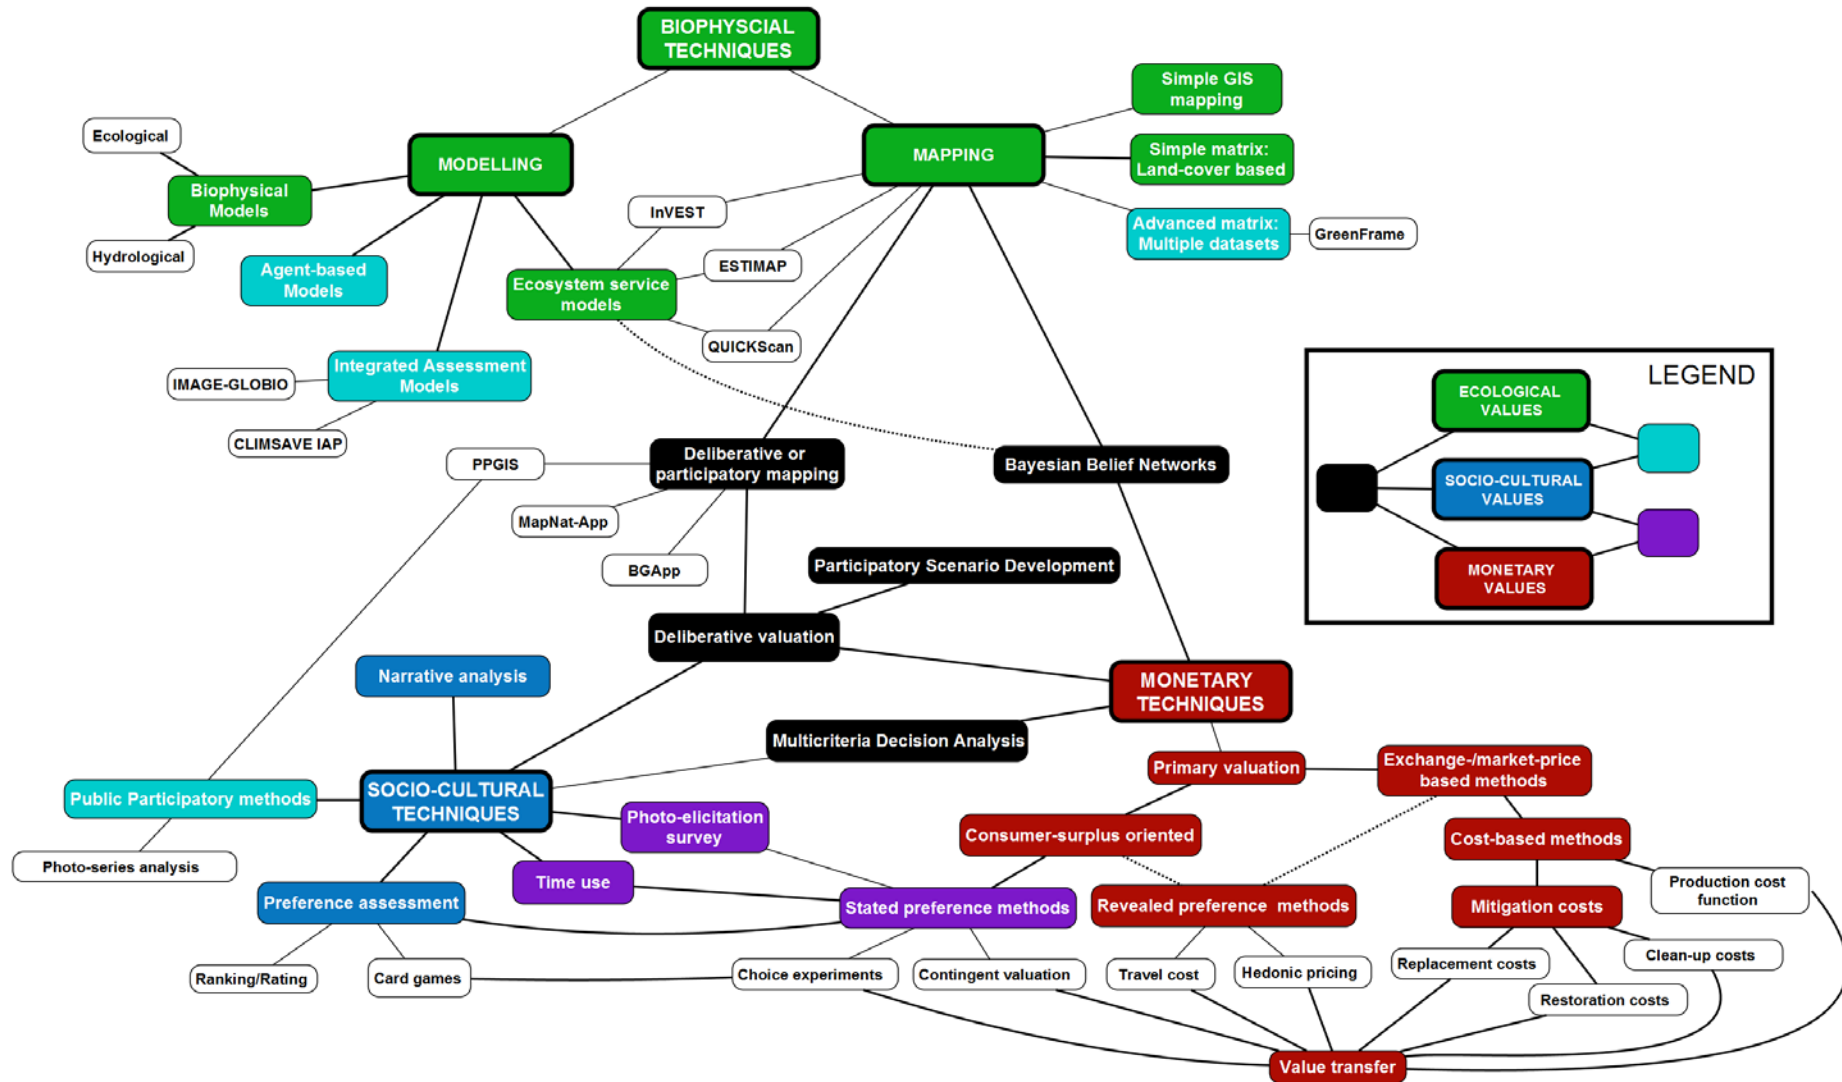 BIOPHYSCIAL
TECHNIQUES
Simple GIS
mapping
Ecological
MODELLING
MAPPING
Simple matrix:
Land-cover based
Biophysical
Models
InVEST
Advanced matrix:
Multiple datasets
GreenFrame
Hydrological
Agent-based
Models
ESTIMAP
Ecosystem service
models
QUICKScan
Integrated Assessment
Models
IMAGE-GLOBIO
CLIMSAVE IAP
LEGEND
ECOLOGICAL
VALUES
SOCIO-CULTURAL
VALUES
MONETARY
VALUES
PPGIS
Deliberative or
participatory mapping
Bayesian Belief Networks
MapNat-App
BGApp
Participatory Scenario Development
Deliberative valuation
Narrative analysis
MONETARY
TECHNIQUES
Multicriteria Decision Analysis
Primary valuation
Exchange-/market-price
based methods
Public Participatory methods
SOCIO-CULTURAL
TECHNIQUES
Photo-elicitation
survey
Consumer-surplus oriented
Cost-based methods
Photo-series analysis
Time use
Production cost
function
Preference assessment
Stated preference methods
Revealed preference methods
Mitigation costs
Ranking/Rating
Card games
Choice experiments
Contingent valuation
Travel cost
Hedonic pricing
Replacement costs
Clean-up costs
Restoration costs
Value transfer